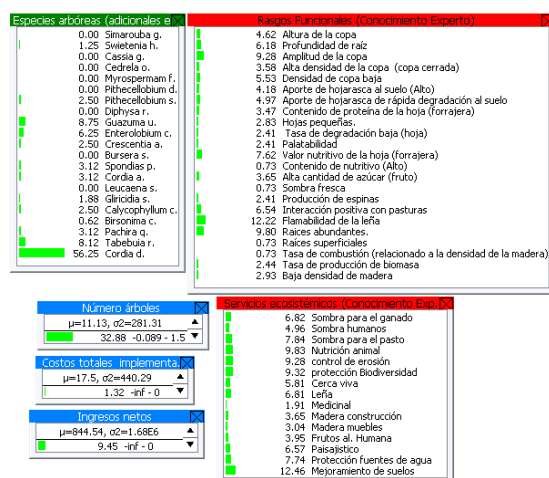 Especies arbóreas (adicionales e
0.00 Simarouba g.
1.25 Swietenia h.
0.00 Cassia g.
0.00 Cedrela o.
0.00 Myrospermam f.
0.00 Pithecellobium d.
2.50 Pithecellobium s.
0.00 Diphysa r.
8.75 Guazuma u.
6.25 Enterolobium c.
2.50 Crescentia a.
0.00 Bursera s.
3.12 Spondias p.
3.12 Cordia a.
0.00 Leucaena s.
1.88 Gliricidia s.
2.50 Calycophyllum c.
0.62 Birsonima c.
3.12 Pachira q.
8.12 Tabebuia r.
56.25 Cordia d.
Rasgos Funcionales (Conocimiento Experto)
4.62 Altura de la copa
6.18 Profundidad de raíz
9.28 Amplitud de la copa
3.58 Alta densidad de la copa (copa cerrada)
5.53 Densidad de copa baja
4.18 Aporte de hojarasca al suelo (Alto)
4.97 Aporte de hojarasca de rápida degradación al suelo
3.47 Contenido de proteína de la hoja (forrajera)
2.83 Hojas pequeñas.
2.41 Tasa de degradación baja (hoja)
2.41 Palatabilidad
7.62 Valor nutritivo de la hoja (forrajera)
0.73 Contenido de nutritivo (Alto)
3.65 Alta cantidad de azúcar (fruto)
0.73 Sombra fresca
2.41 Producción de espinas
6.54 Interacción positiva con pasturas
12.22 Flamabilidad de la leña
9.80 Raices abundantes.
0.73 Raíces superficiales
0.73 Tasa de combustión (relacionado a la densidad de la madera)
2.44 Tasa de producción de biomasa
2.93 Baja densidad de madera
Número árboles
μ=11.13, σ2=281.31
32.88 -0.089 - 1.5
Costos totales implementa.
μ=17.5, σ2=440.29
1.32 -inf - 0
Ingresos netos
μ=844.54, σ2=1.68E6
9.45 -inf - 0
Servicios ecosistémicos (Conocimiento Exp.
6.82 Sombra para el ganado
4.96 Sombra humanos
7.84 Sombra para el pasto
9.83 Nutrición animal
9.28 control de erosión
9.32 protección Biodiversidad
5.81 Cerca viva
6.81 Leña
1.91 Medicinal
3.65 Madera construcción
3.04 Madera muebles
3.95 Frutos al. Humana
6.57 Paisajistico
7.74 Protección fuentes de agua
12.46 Mejoramiento de suelos